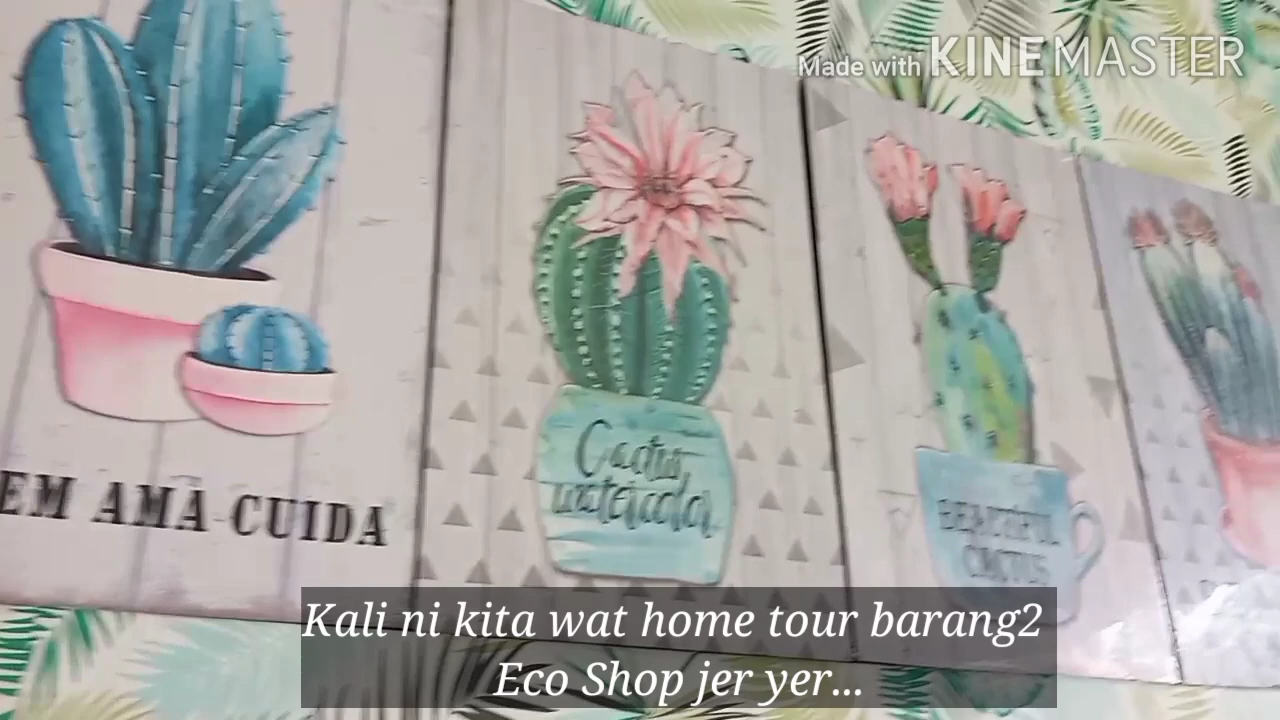 Made with KINEMASTER
EM AMA CUIDA
Cactus
watercolor
BEAUTIFUL
CACTUS
Kali ni kita wat home tour barang2
Eco Shop jer yer...